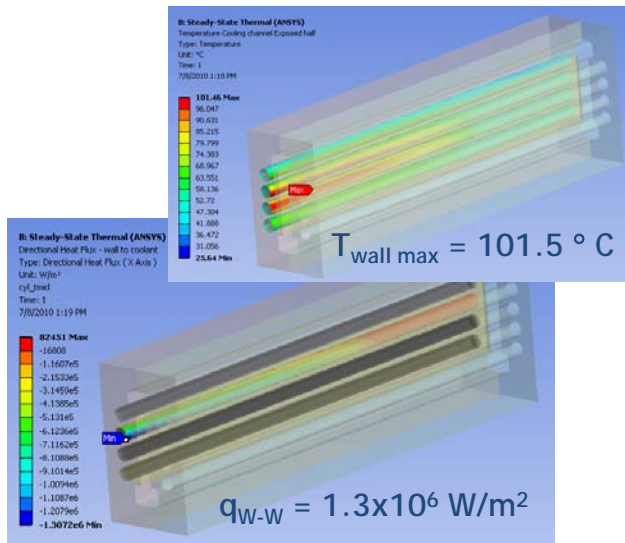 B: Steady-State Thermal (ANSYS)
Temperature Cooling channel Exposed half
Type: Temperature
Unit: °C
Time: 1
7/8/2010 1:18 PM
101.46 Max
96.047
90.631
85.215
79.799
74.383
68.967
63.551
58.136
52.72
47.304
41.888
36.472
31.056
25.64 Min
Max
T wall max = 101.5 ° C
B: Steady-State Thermal (ANSYS)
Directional Heat Flux - wall to coolant
Type: Directional Heat Flux ( X Axis )
Unit: W/m²
cyl_tmid
Time: 1
7/8/2010 1:19 PM
82451 Max
-16808
-1.1607e5
-2.1533e5
-3.1459e5
-4.1385e5
-5.131e5
-6.1236e5
-7.1162e5
-8.1088e5
-9.1014e5
-1.0094e6
-1.1087e6
-1.2079e6
-1.3072e6 Min
Min
qW-W = 1.3x10⁶ W/m²